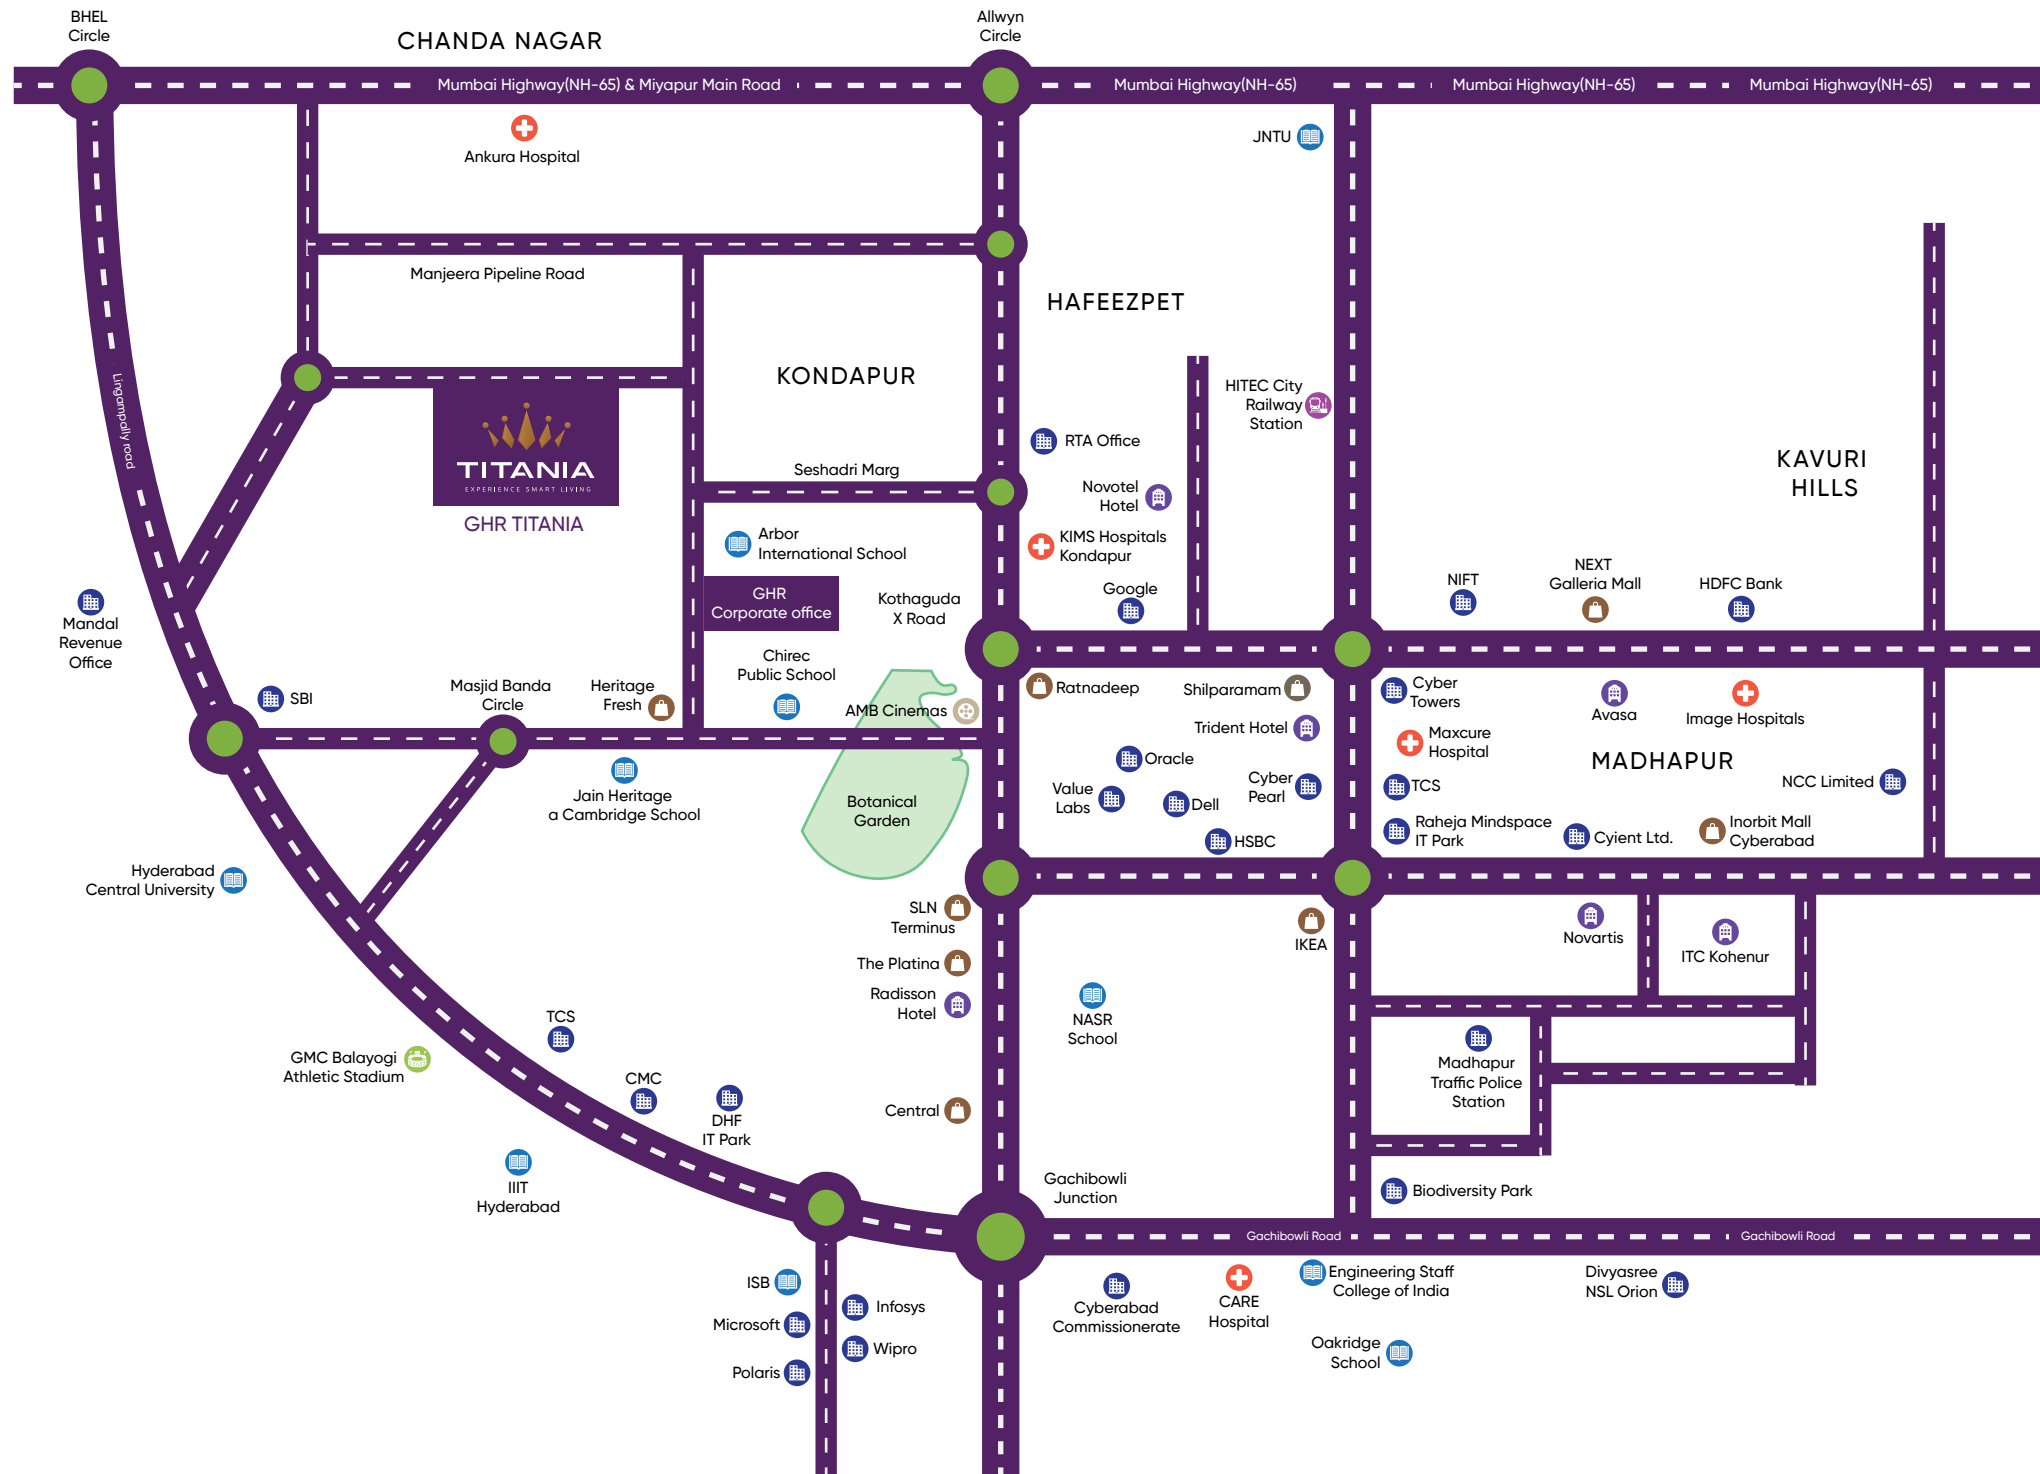 BHEL
Circle
CHANDA NAGAR
Allwyn
Circle
Mumbai Highway(NH-65) & Miyapur Main Road
Mumbai Highway(NH-65)
Mumbai Highway(NH-65)
Mumbai Highway(NH-65)
Ankura Hospital
JNTU
Manjeera Pipeline Road
HAFEEZPET
Lingampally road
KONDAPUR
HITEC City
Railway
Station
TITANIA
EXPERIENCE SMART LIVING
GHR TITANIA
RTA Office
Seshadri Marg
Novotel
Hotel
KAVURI
HILLS
Arbor
International School
KIMS Hospitals
Kondapur
GHR
Corporate office
Kothaguda
X Road
Google
NIFT
NEXT
Galleria Mall
HDFC Bank
Mandal
Revenue
Office
SBI
Masjid Banda
Circle
Heritage
Fresh
Chirec
Public School
AMB Cinemas
Ratnadeep
Shilparamam
Trident Hotel
Cyber
Towers
Avasa
Image Hospitals
Maxcure
Hospital
MADHAPUR
Oracle
Value
Labs
Dell
Cyber
Pearl
HSBC
TCS
NCC Limited
Raheja Mindspace
IT Park
Cyient Ltd.
Inorbit Mall
Cyberabad
Jain Heritage
a Cambridge School
Botanical
Garden
Hyderabad
Central University
SLN
Terminus
IKEA
Novartis
ITC Kohenur
The Platina
Radisson
Hotel
NASR
School
TCS
GMC Balayogi
Athletic Stadium
CMC
DHF
IT Park
Central
Madhapur
Traffic Police
Station
IIIT
Hyderabad
Gachibowli
Junction
Biodiversity Park
Gachibowli Road
Gachibowli Road
ISB
Infosys
Microsoft
Wipro
Polaris
Cyberabad
Commissionerate
CARE
Hospital
Engineering Staff
College of India
Divyasree
NSL Orion
Oakridge
School